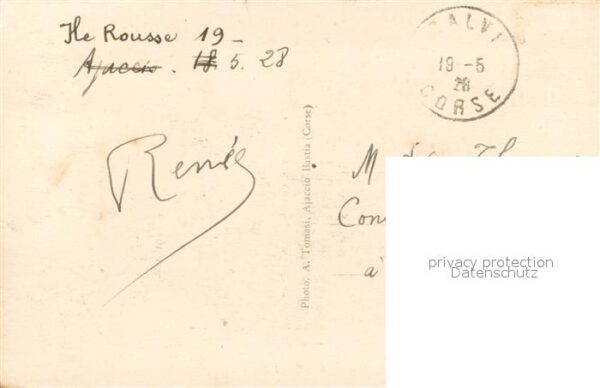 Ile Rousse 19-
Ajaccio. 18 5. 28
Renée
Photo. A. Tomasi, Ajaccio Bastia (Corse)
CALVI
19-5
28
CORSE
M
à
privacy protection
Datenschutz